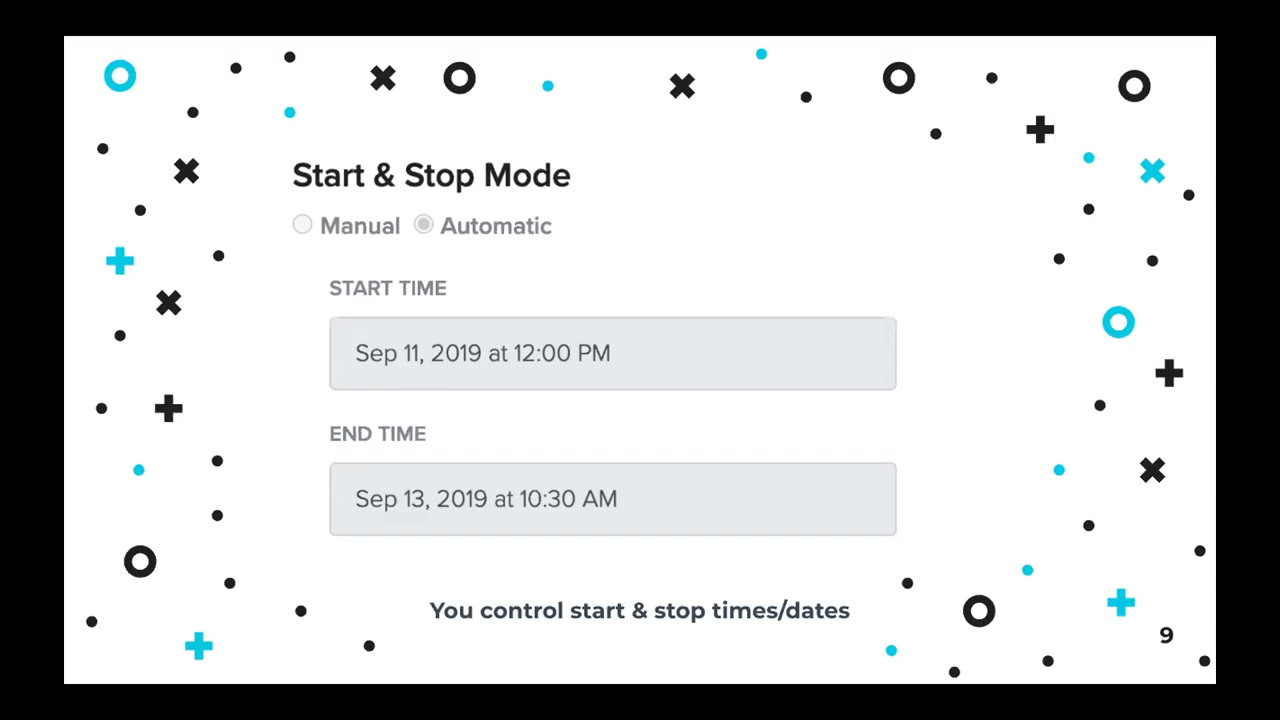 Start & Stop Mode
Manual Automatic
START TIME
Sep 11, 2019 at 12:00 PM
END TIME
Sep 13, 2019 at 10:30 AM
You control start & stop times/dates
9